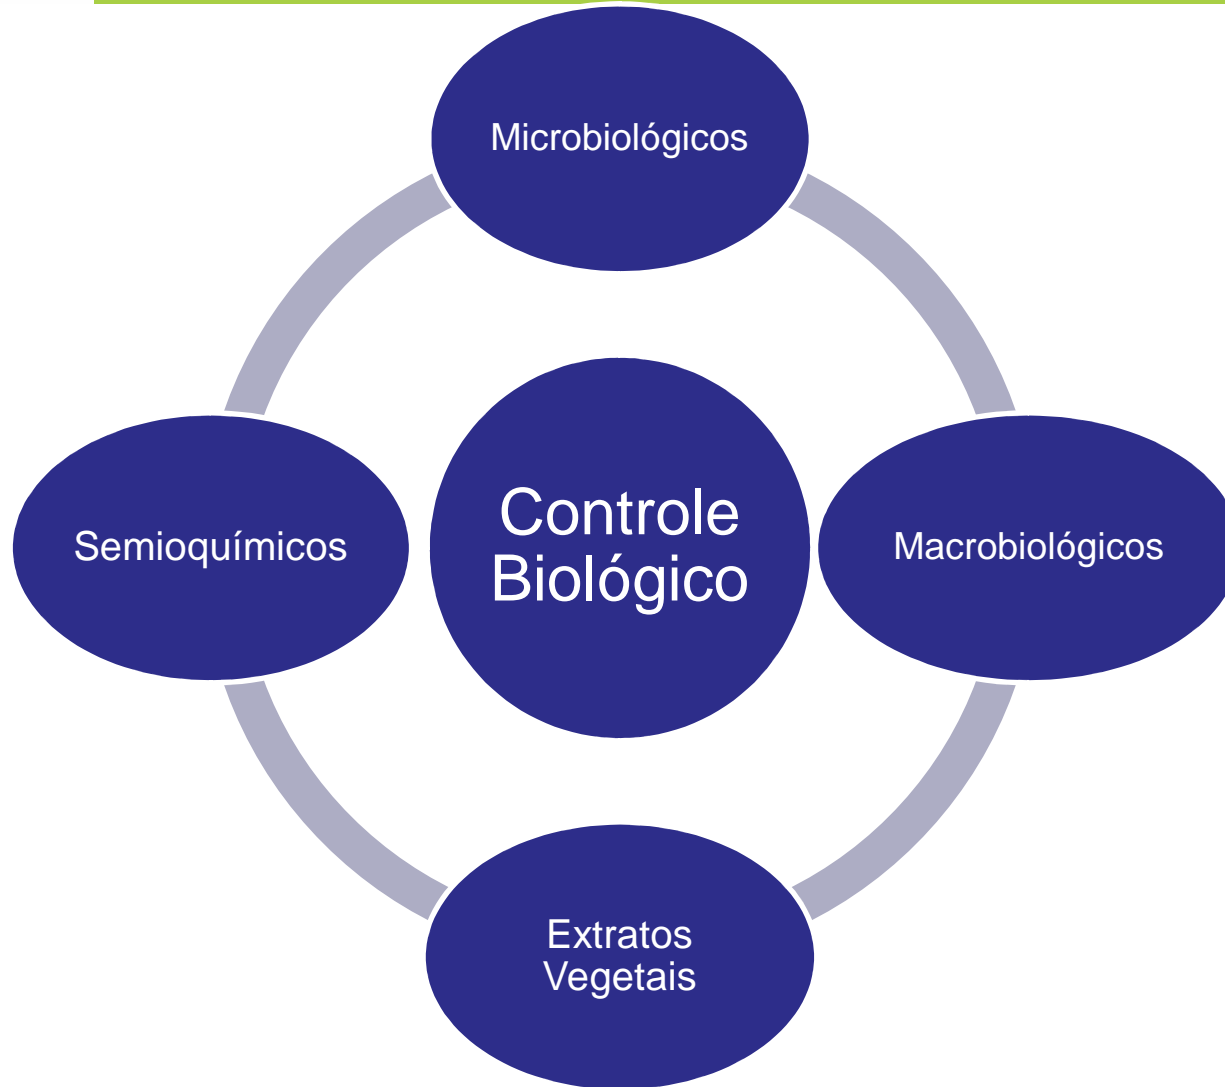 Microbiológicos
Semioquímicos
Controle
Biológico
Macrobiológicos
Extratos
Vegetais